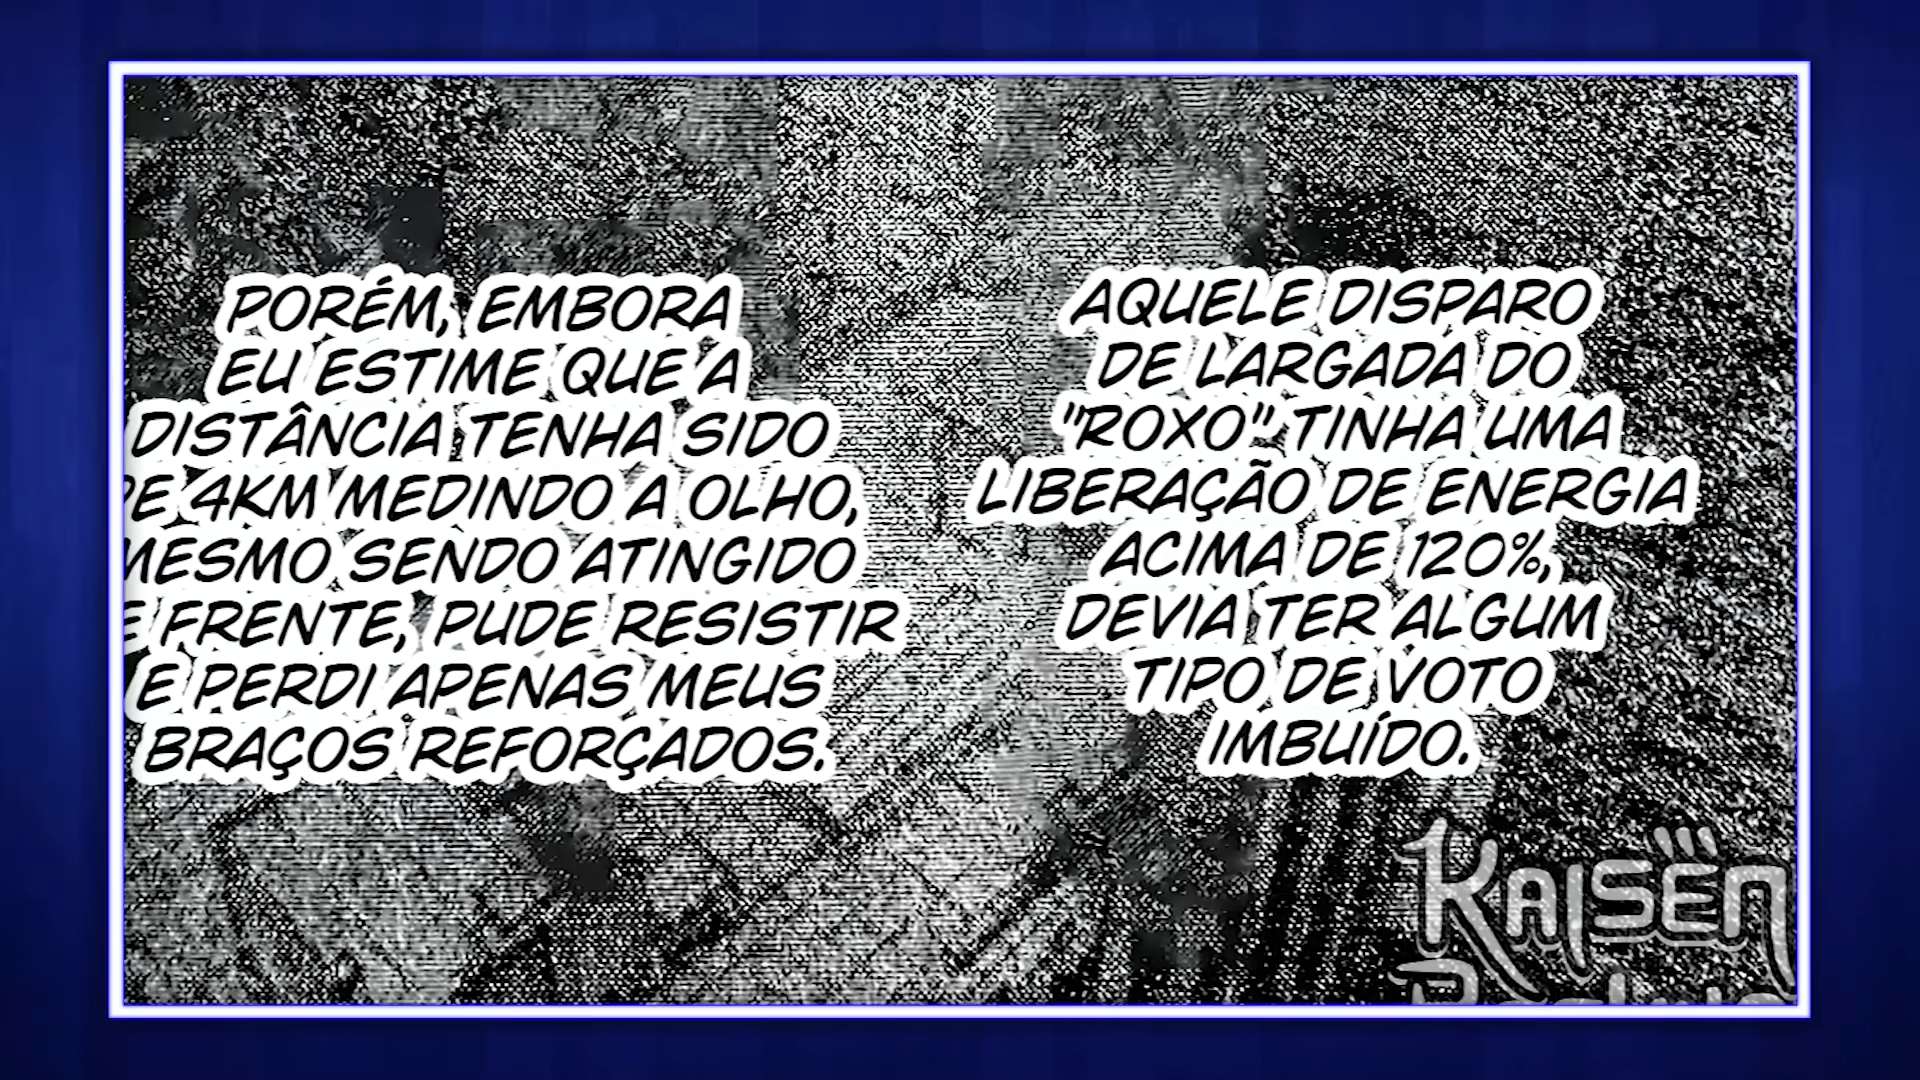 AQUELE DISPARO
DE LARGADA DO
"ROXO" TINHA UMA
LIBERAÇÃO DE ENERGIA
ACIMA DE 120%,
DEVIA TER ALGUM
TIPO DE VOTO
IMBUÍDO.
PORÉM, EMBORA
EU ESTIME QUE A
DISTÂNCIA TENHA SIDO
DE 4KM MEDINDO A OLHO,
MESMO SENDO ATINGIDO
E FRENTE, PUDE RESISTIR
E PERDI APENAS MEUS
BRAÇOS REFORÇADOS.
KAISEN